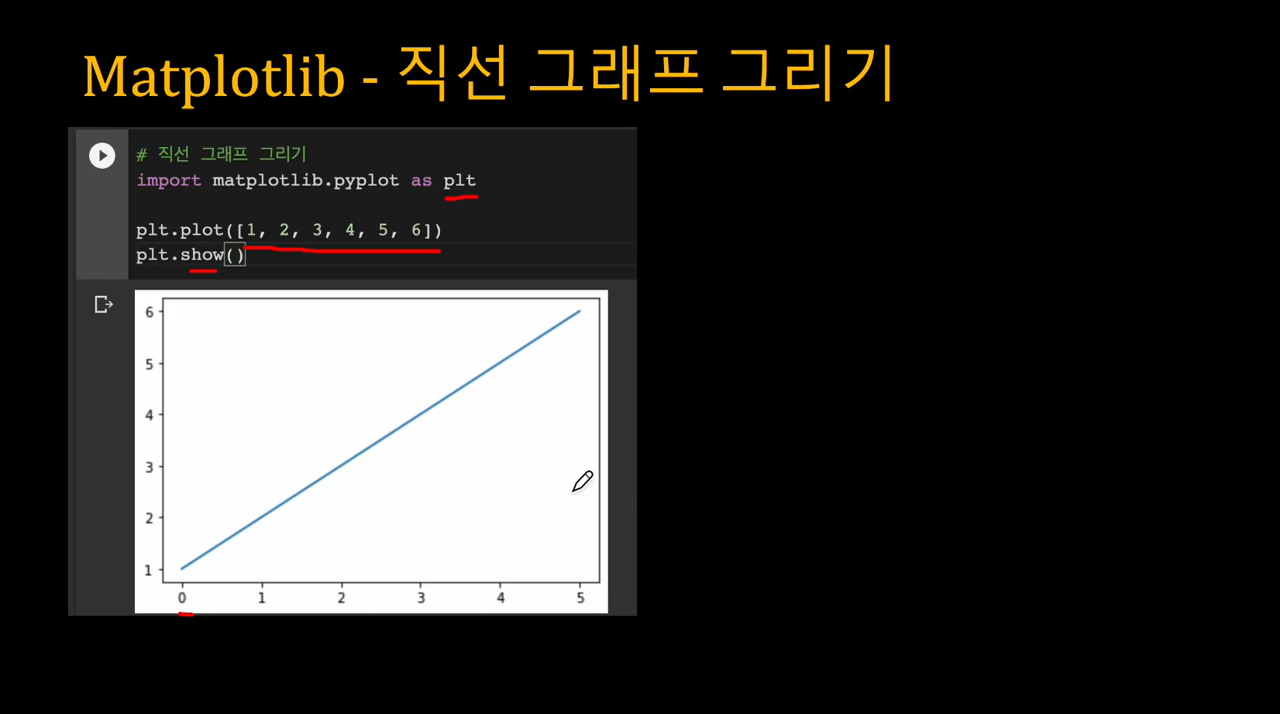 Matplotlib - 직선 그래프 그리기
# 직선 그래프 그리기
import matplotlib.pyplot as plt
plt.plot([1, 2, 3, 4, 5, 6])
plt.show()
6
5
4
3
2
1
0 1 2 3 4 5